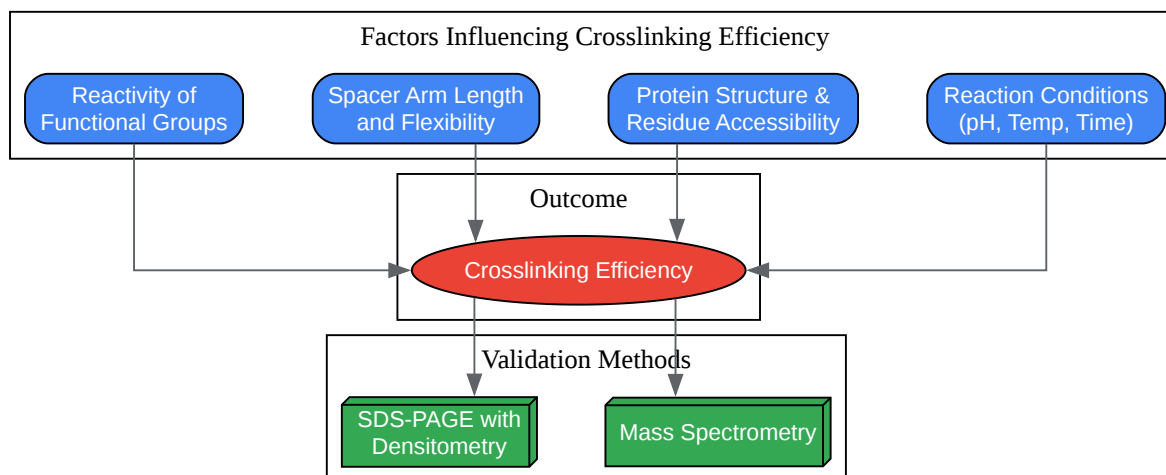 Factors Influencing Crosslinking Efficiency
Reactivity of
Functional Groups
Spacer Arm Length
and Flexibility
Protein Structure &
Residue Accessibility
Reaction Conditions
(pH, Temp, Time)
Outcome
Crosslinking Efficiency
Validation Methods
SDS-PAGE with
Densitometry
Mass Spectrometry